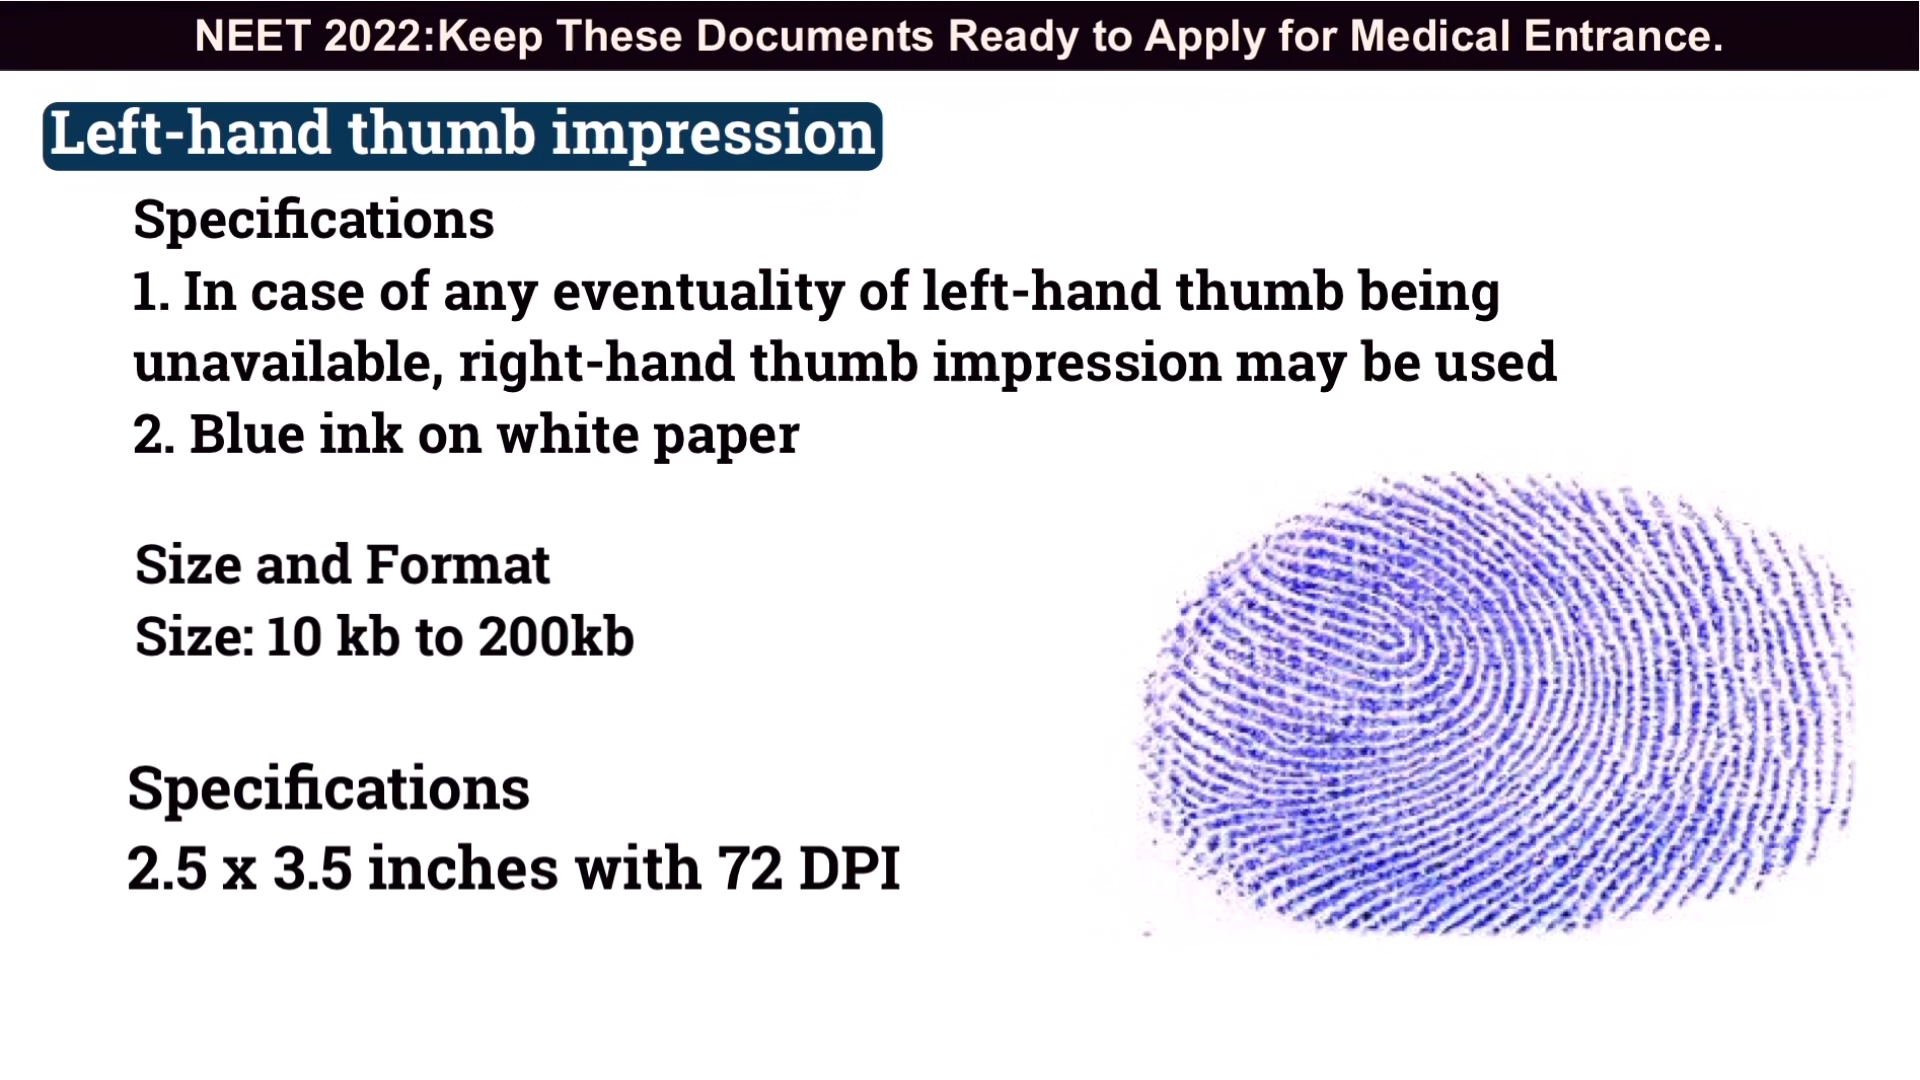 NEET 2022:Keep These Documents Ready to Apply for Medical Entrance.
Left-hand thumb impression
Specifications
1. In case of any eventuality of left-hand thumb being
unavailable, right-hand thumb impression may be used
2. Blue ink on white paper
Size and Format
Size: 10 kb to 200kb
Specifications
2.5 x 3.5 inches with 72 DPI